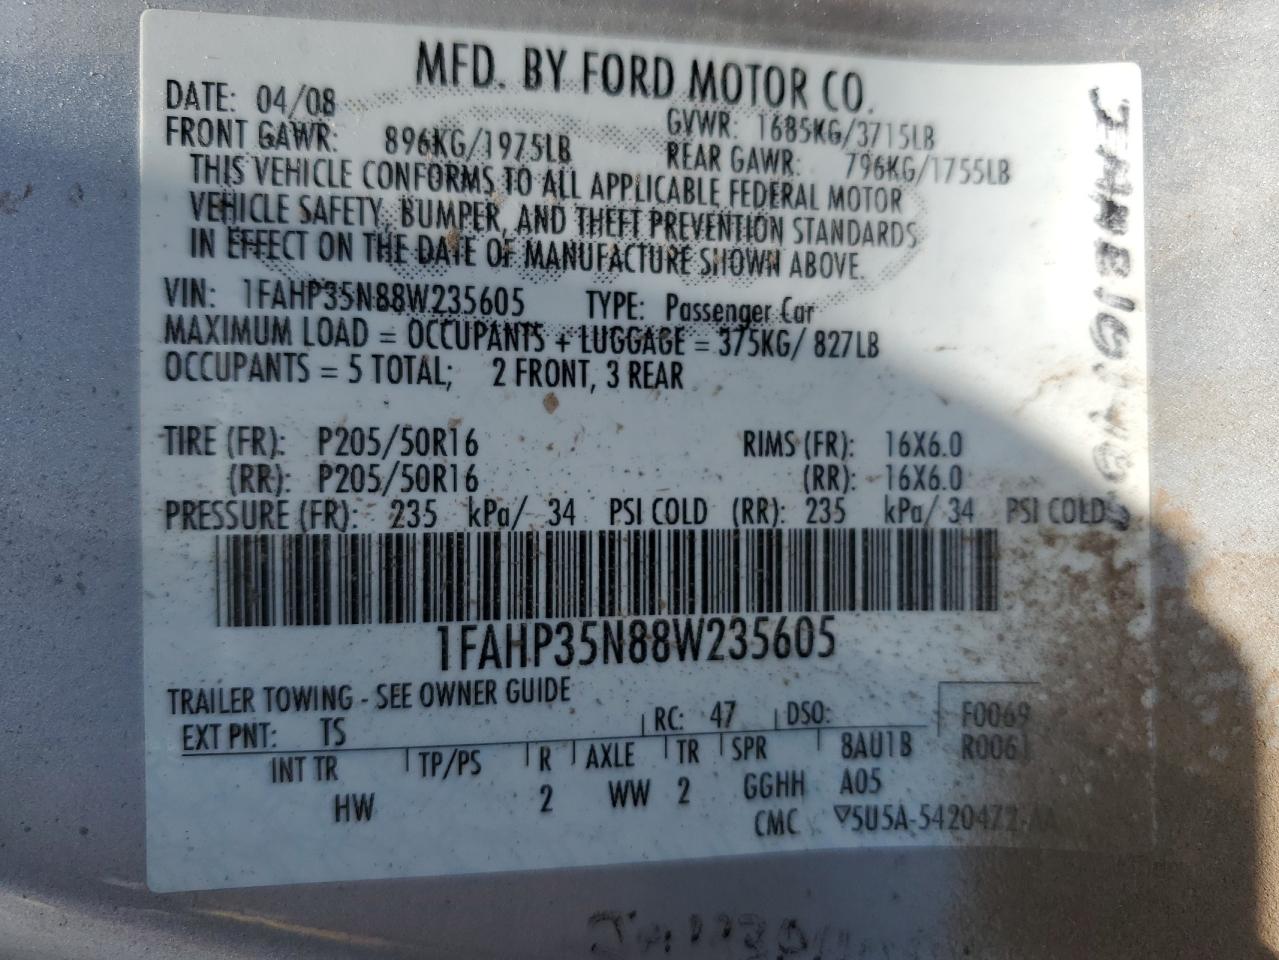 MFD. BY FORD MOTOR CO.
DATE: 04/08 GVWR: 1685KG/3715LB
FRONT GAWR: 896KG/1975LB REAR GAWR: 796KG/1755LB
THIS VEHICLE CONFORMS TO ALL APPLICABLE FEDERAL MOTOR
VEHICLE SAFETY, BUMPER, AND THEFT PREVENTION STANDARDS
IN EFFECT ON THE DATE OF MANUFACTURE SHOWN ABOVE.
VIN: 1FAHP35N88W235605 TYPE: Passenger Car
MAXIMUM LOAD = OCCUPANTS + LUGGAGE = 375KG/ 827LB
OCCUPANTS = 5 TOTAL; 2 FRONT, 3 REAR
TIRE (FR): P205/50R16 RIMS (FR): 16X6.0
(RR): P205/50R16 (RR): 16X6.0
PRESSURE (FR): 235 kPa/ 34 PSI COLD (RR): 235 kPa/ 34 PSI COLD
1FAHP35N88W235605
TRAILER TOWING - SEE OWNER GUIDE
EXT PNT: TS RC: 47 DSO: F0069
INT TR TP/PS R AXLE TR SPR 8AU1B R0061
HW 2 WW 2 GGHH A05
CMC ▽5U5A-5420472-AA